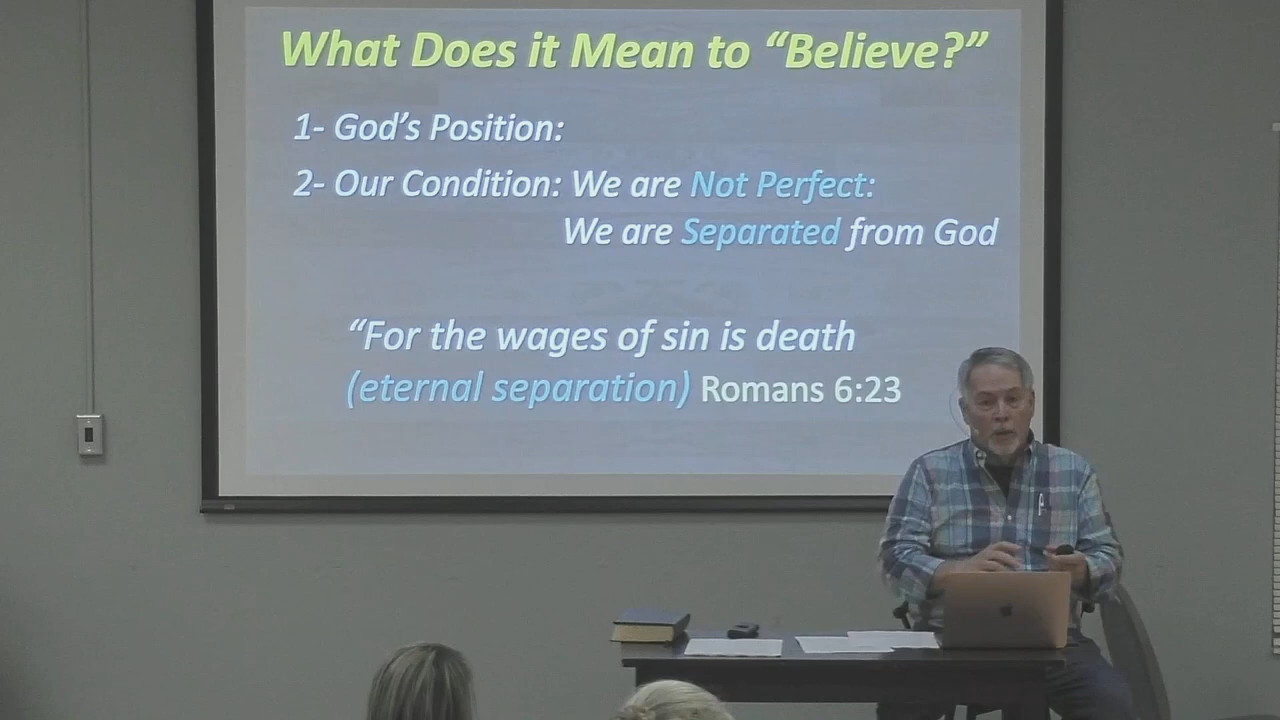 What Does it Mean to “Believe?”
1- God’s Position:
2- Our Condition: We are Not Perfect:
We are Separated from God
“For the wages of sin is death
(eternal separation) Romans 6:23